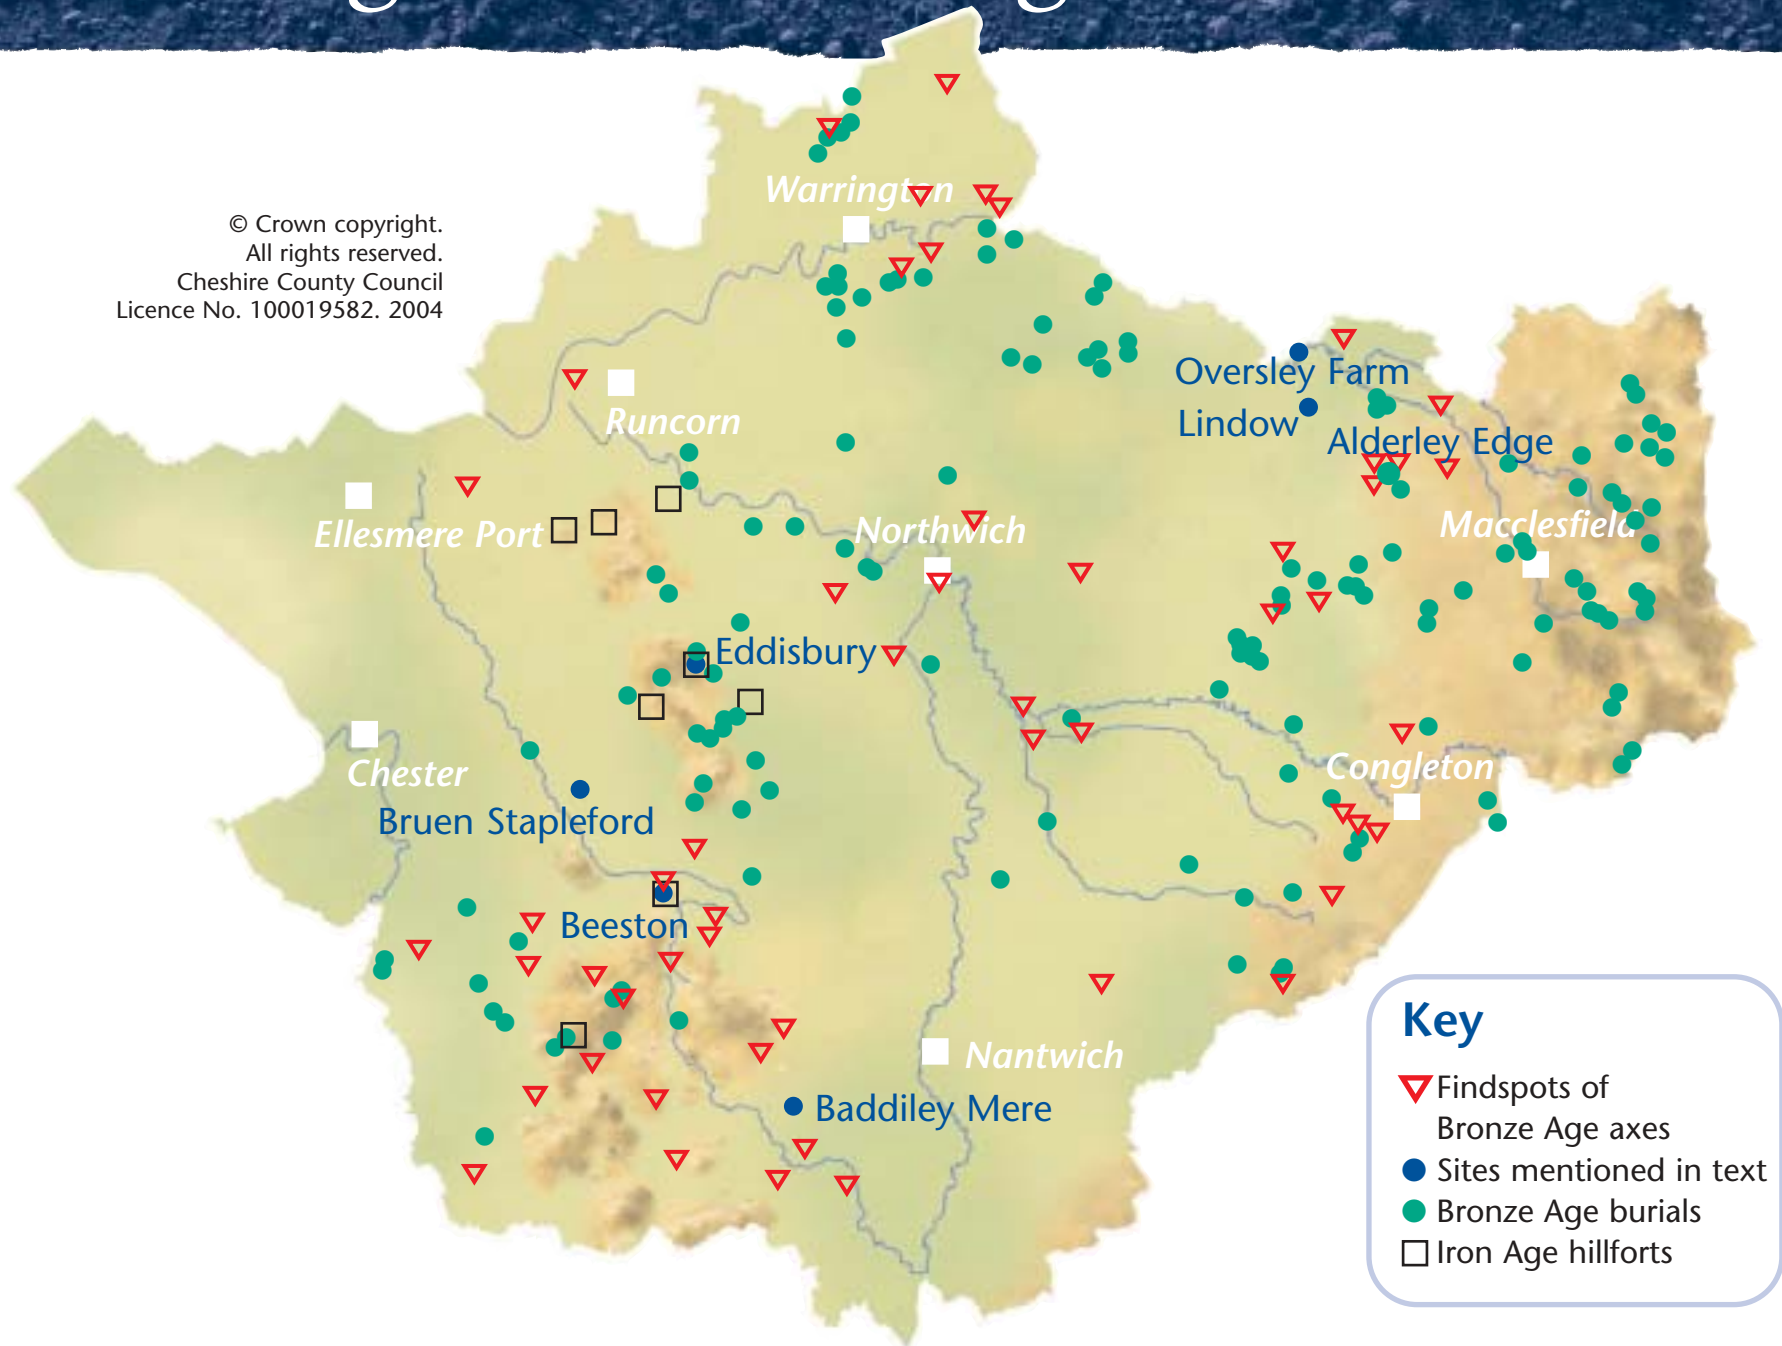 © Crown copyright.
All rights reserved.
Cheshire County Council
Licence No. 100019582. 2004
Warrington
Runcorn
Oversley Farm
Lindow
Alderley Edge
Ellesmere Port
Northwich
Macclesfield
Eddisbury
Chester
Congleton
Bruen Stapleford
Beeston
Nantwich
Baddiley Mere
Key
Findspots of
Bronze Age axes
Sites mentioned in text
Bronze Age burials
Iron Age hillforts